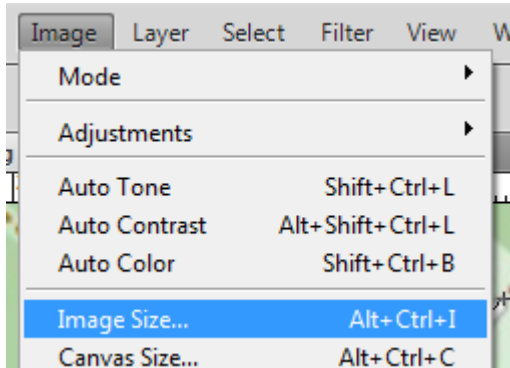 Image Layer Select Filter View W
Mode
Adjustments
Auto Tone Shift+Ctrl+L
Auto Contrast Alt+Shift+Ctrl+L
Auto Color Shift+Ctrl+B
Image Size... Alt+Ctrl+I
Canvas Size... Alt+Ctrl+C